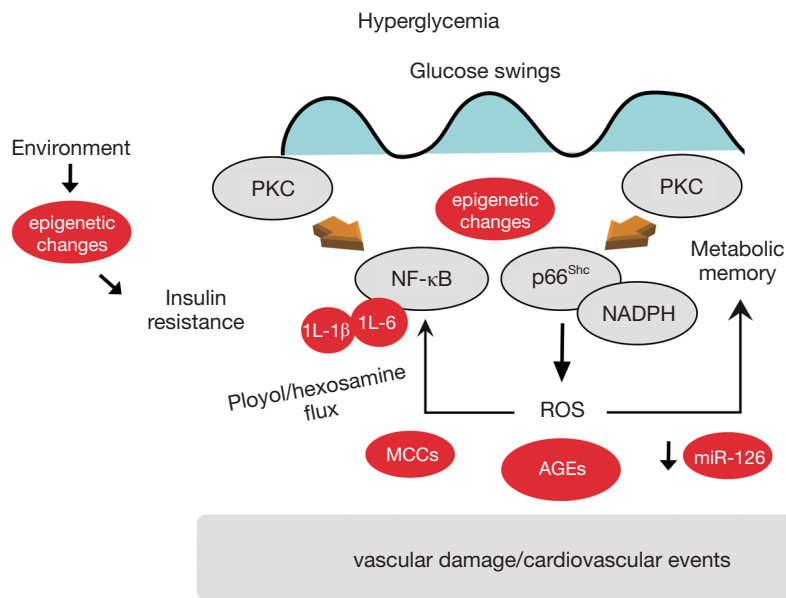 Hyperglycemia
Glucose swings
Environment
epigenetic
changes
Insulin
resistance
PKC
PKC
epigenetic
changes
NF-κB
p66Shc
NADPH
Metabolic
memory
1L-1β
1L-6
Ployol/hexosamine
flux
ROS
MCCs
AGEs
miR-126
vascular damage/cardiovascular events